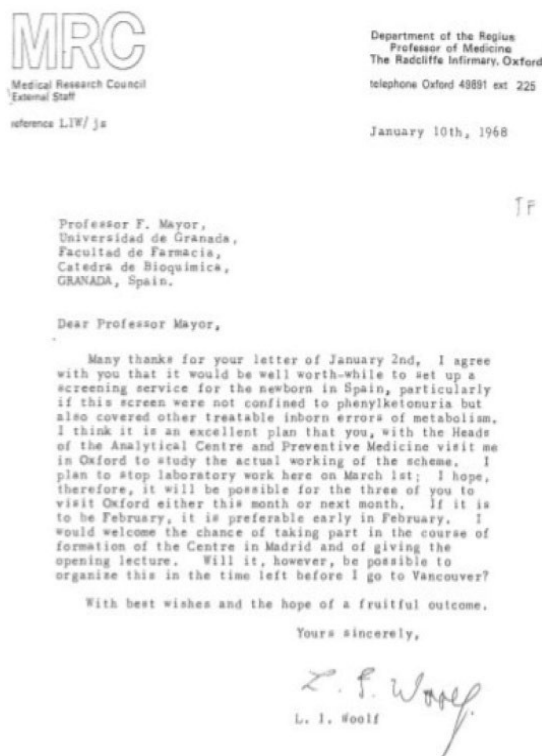 MRC
Medical Research Council
External Staff
reference LIW/js
Department of the Regius
Professor of Medicine
The Radcliffe Infirmary, Oxford
telephone Oxford 49891 ext 225
January 10th, 1968
Professor F. Mayor,
Universidad de Granada,
Facultad de Farmacia,
Catedra de Bioquimica,
GRANADA, Spain.
Dear Professor Mayor,
Many thanks for your letter of January 2nd, I agree
with you that it would be well worth-while to set up a
screening service for the newborn in Spain, particularly
if this screen were not confined to phenylketonuria but
also covered other treatable inborn errors of metabolism.
I think it is an excellent plan that you, with the Heads
of the Analytical Centre and Preventive Medicine visit me
in Oxford to study the actual working of the scheme. I
plan to stop laboratory work here on March 1st; I hope,
therefore, it will be possible for the three of you to
visit Oxford either this month or next month. If it is
to be February, it is preferable early in February. I
would welcome the chance of taking part in the course of
formation of the Centre in Madrid and of giving the
opening lecture. Will it, however, be possible to
organise this in the time left before I go to Vancouver?
With best wishes and the hope of a fruitful outcome.
Yours sincerely,
L. I. Woolf
L. I. Woolf